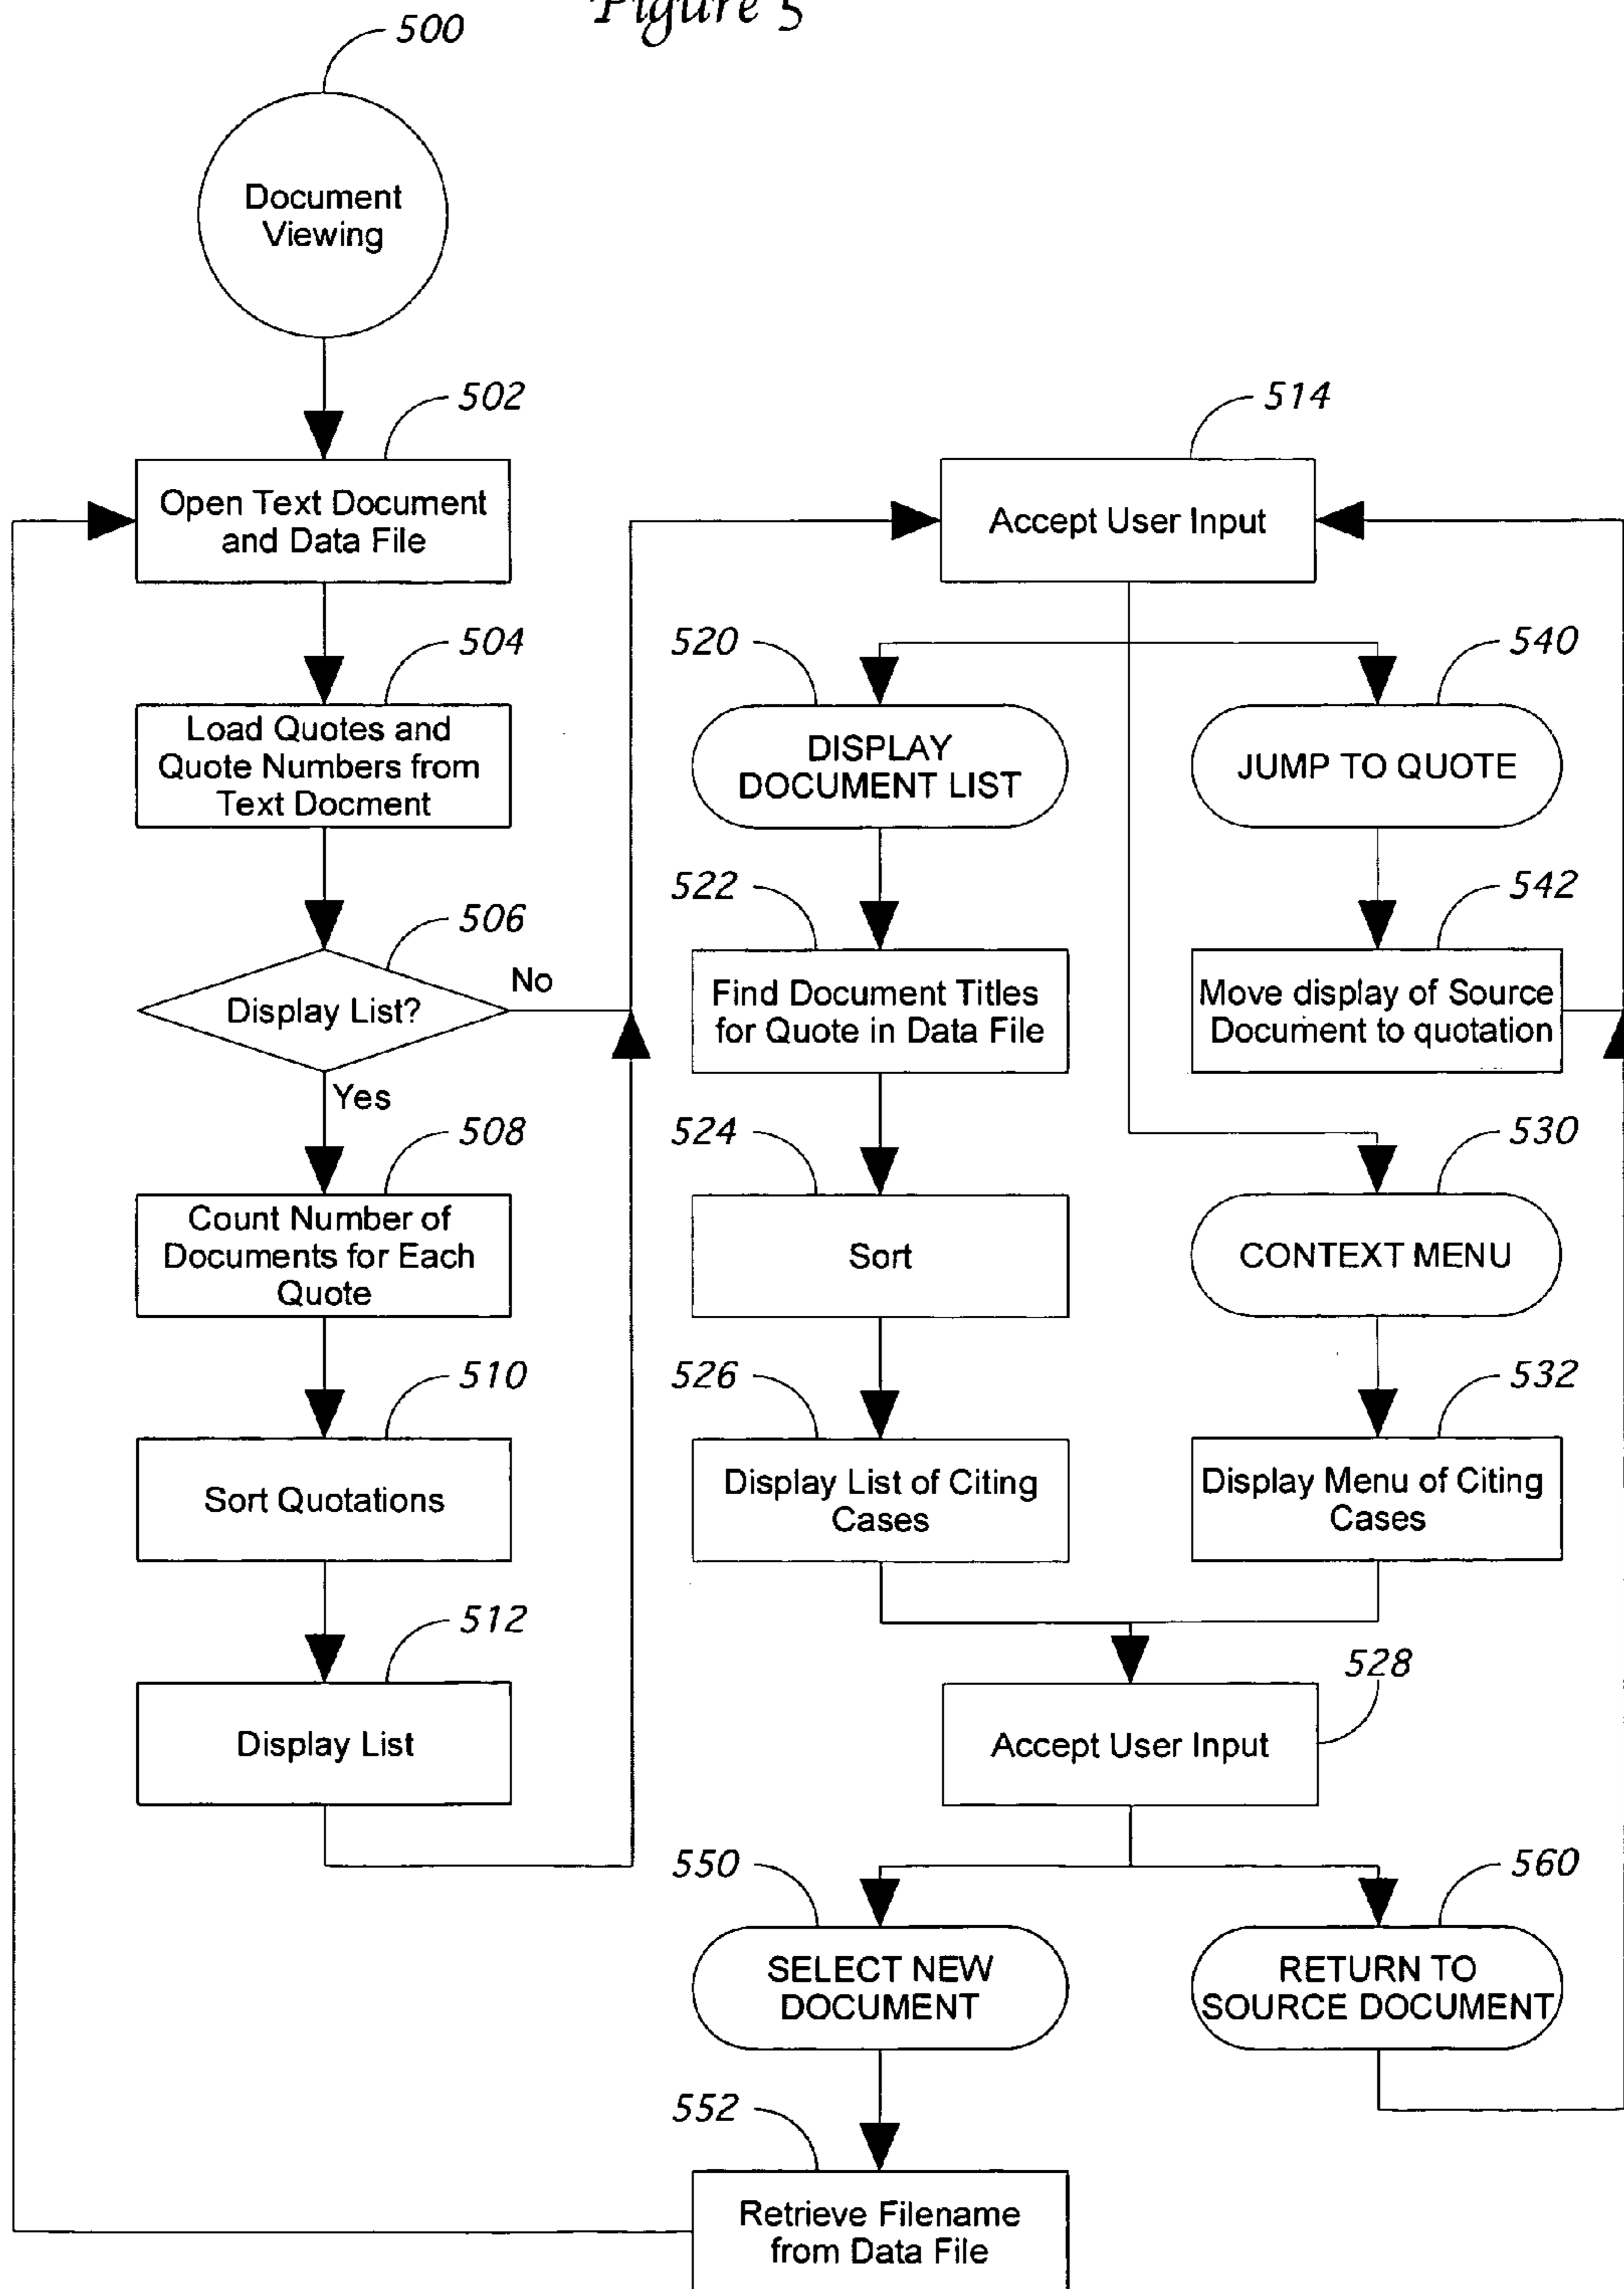 Figure 5
500
Document
Viewing
502
Open Text Document
and Data File
504
Load Quotes and
Quote Numbers from
Text Docment
506
Display List?
No
Yes
508
Count Number of
Documents for Each
Quote
510
Sort Quotations
512
Display List
514
Accept User Input
520
DISPLAY
DOCUMENT LIST
522
Find Document Titles
for Quote in Data File
524
Sort
526
Display List of Citing
Cases
540
JUMP TO QUOTE
542
Move display of Source
Document to quotation
530
CONTEXT MENU
532
Display Menu of Citing
Cases
528
Accept User Input
550
SELECT NEW
DOCUMENT
552
Retrieve Filename
from Data File
560
RETURN TO
SOURCE DOCUMENT